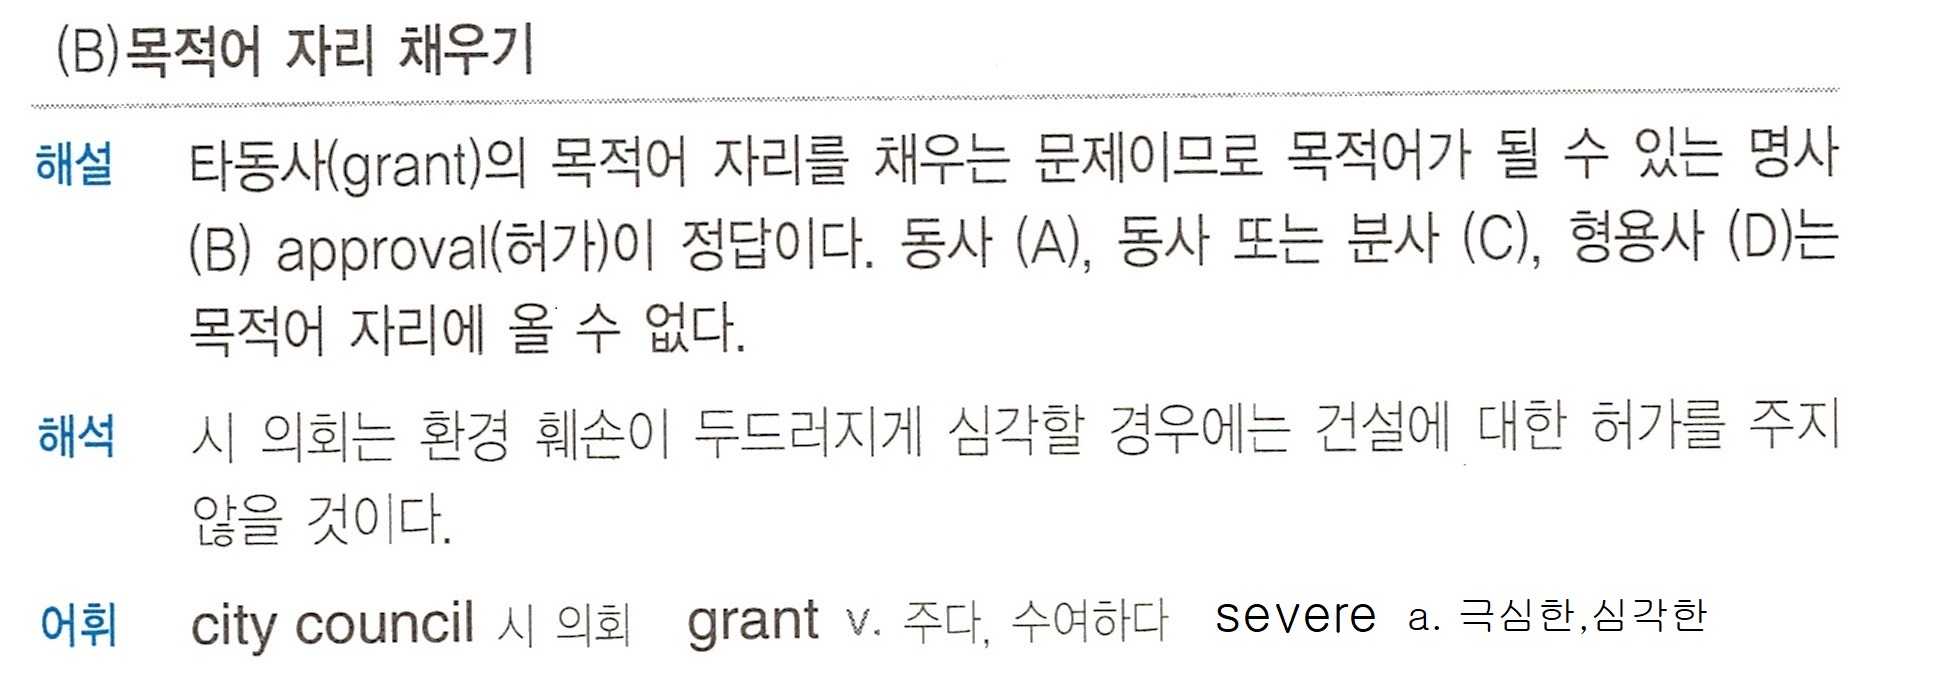 (B)목적어 자리 채우기
해설 타동사(grant)의 목적어 자리를 채우는 문제이므로 목적어가 될 수 있는 명사
(B) approval(허가)이 정답이다. 동사 (A), 동사 또는 분사 (C), 형용사 (D)는
목적어 자리에 올 수 없다.
해석 시 의회는 환경 훼손이 두드러지게 심각할 경우에는 건설에 대한 허가를 주지
않을 것이다.
어휘 city council 시 의회 grant v. 주다, 수여하다 severe a. 극심한,심각한